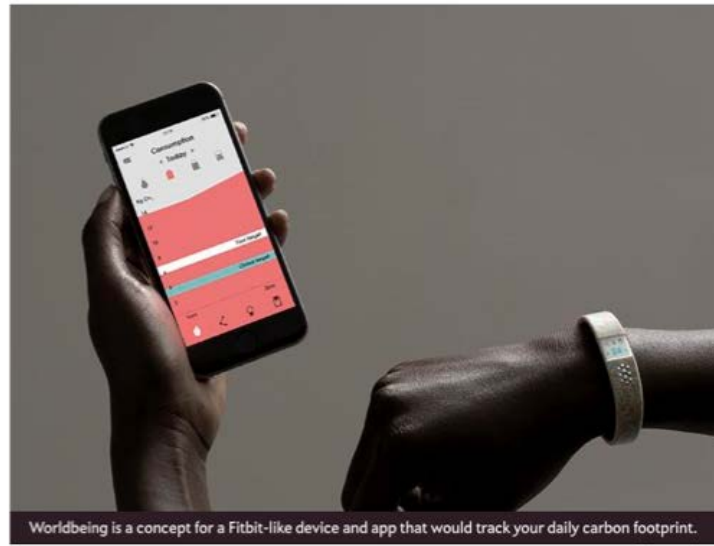 Consumption
< Today >
Your target
Global target
Worldbeing is a concept for a Fitbit-like device and app that would track your daily carbon footprint.